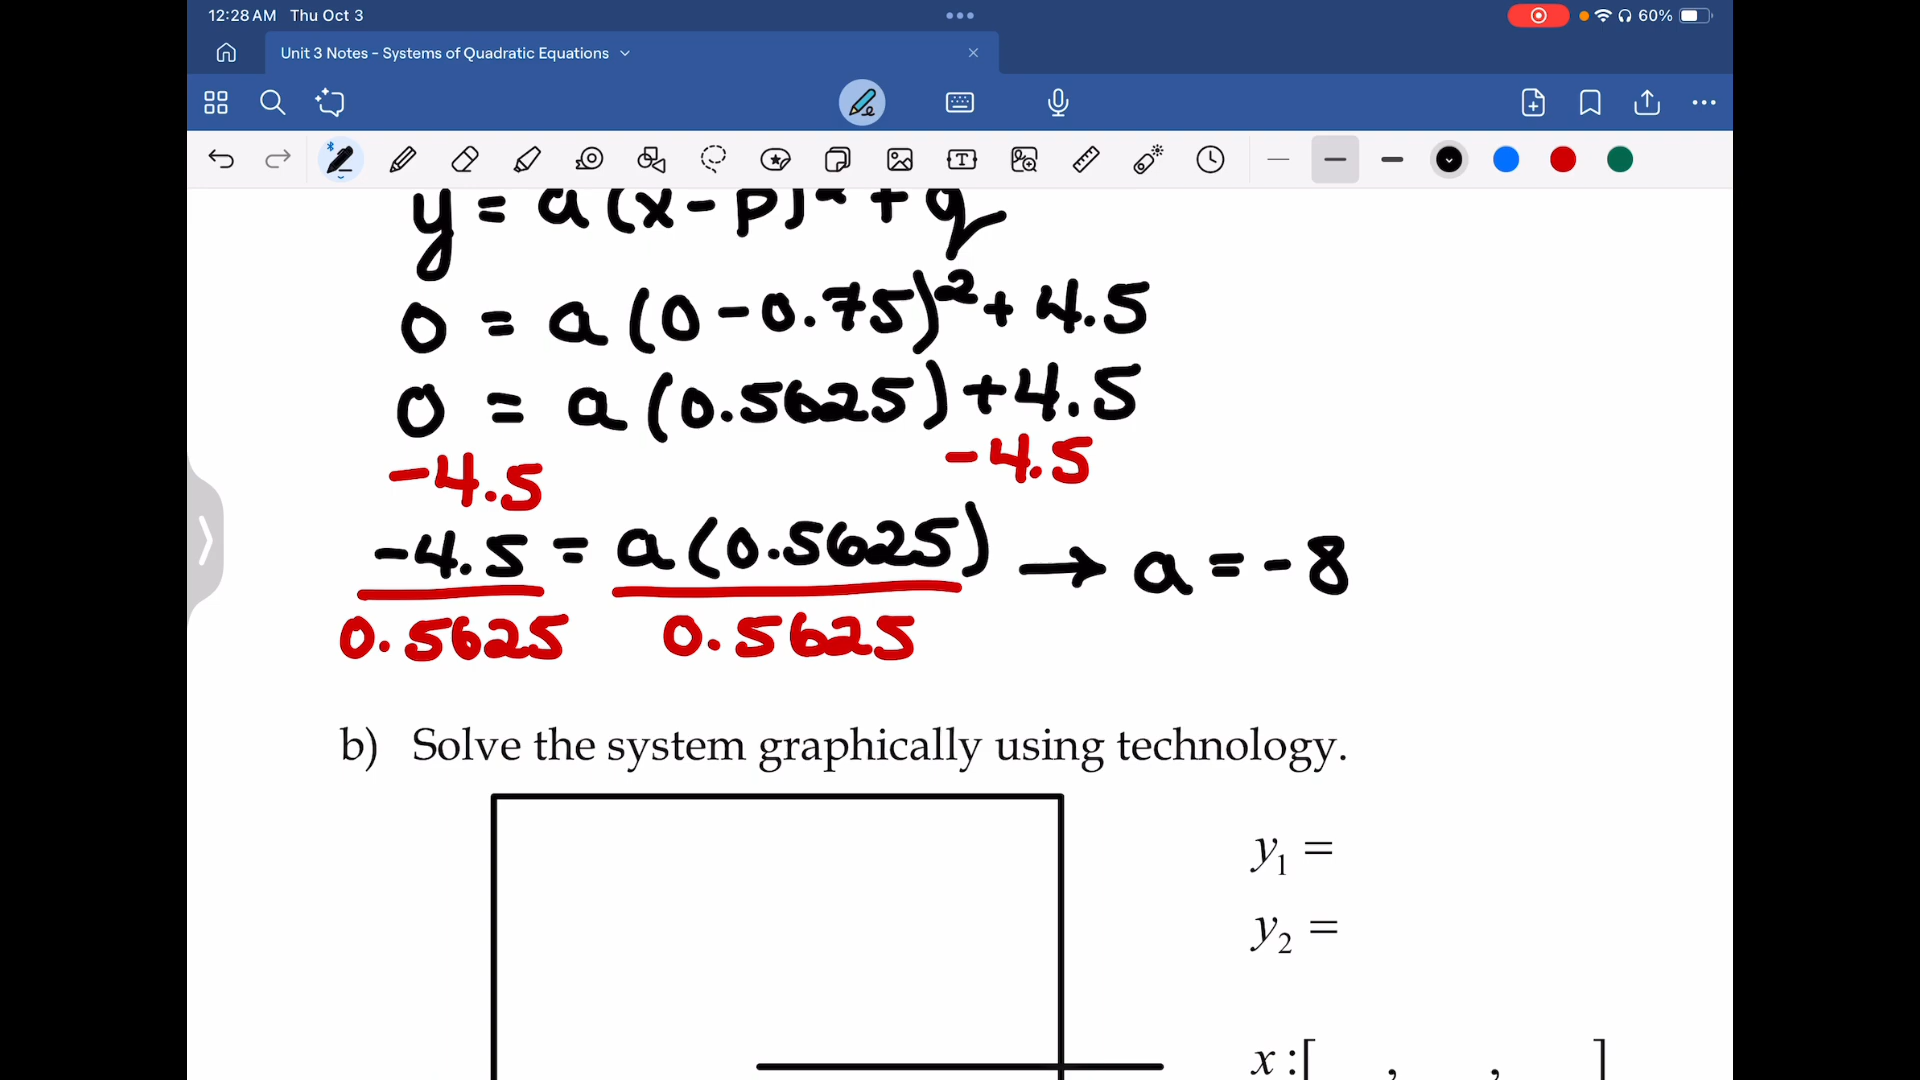 12:28 AM Thu Oct 3
60%
Unit 3 Notes - Systems of Quadratic Equations
y = a(x-p)² + q
0 = a(0-0.75)² + 4.5
0 = a(0.5625) + 4.5
-4.5 -4.5
-4.5 = a(0.5625) → a = -8
0.5625 0.5625
b) Solve the system graphically using technology.
y₁ =
y₂ =
x :[ , , ]